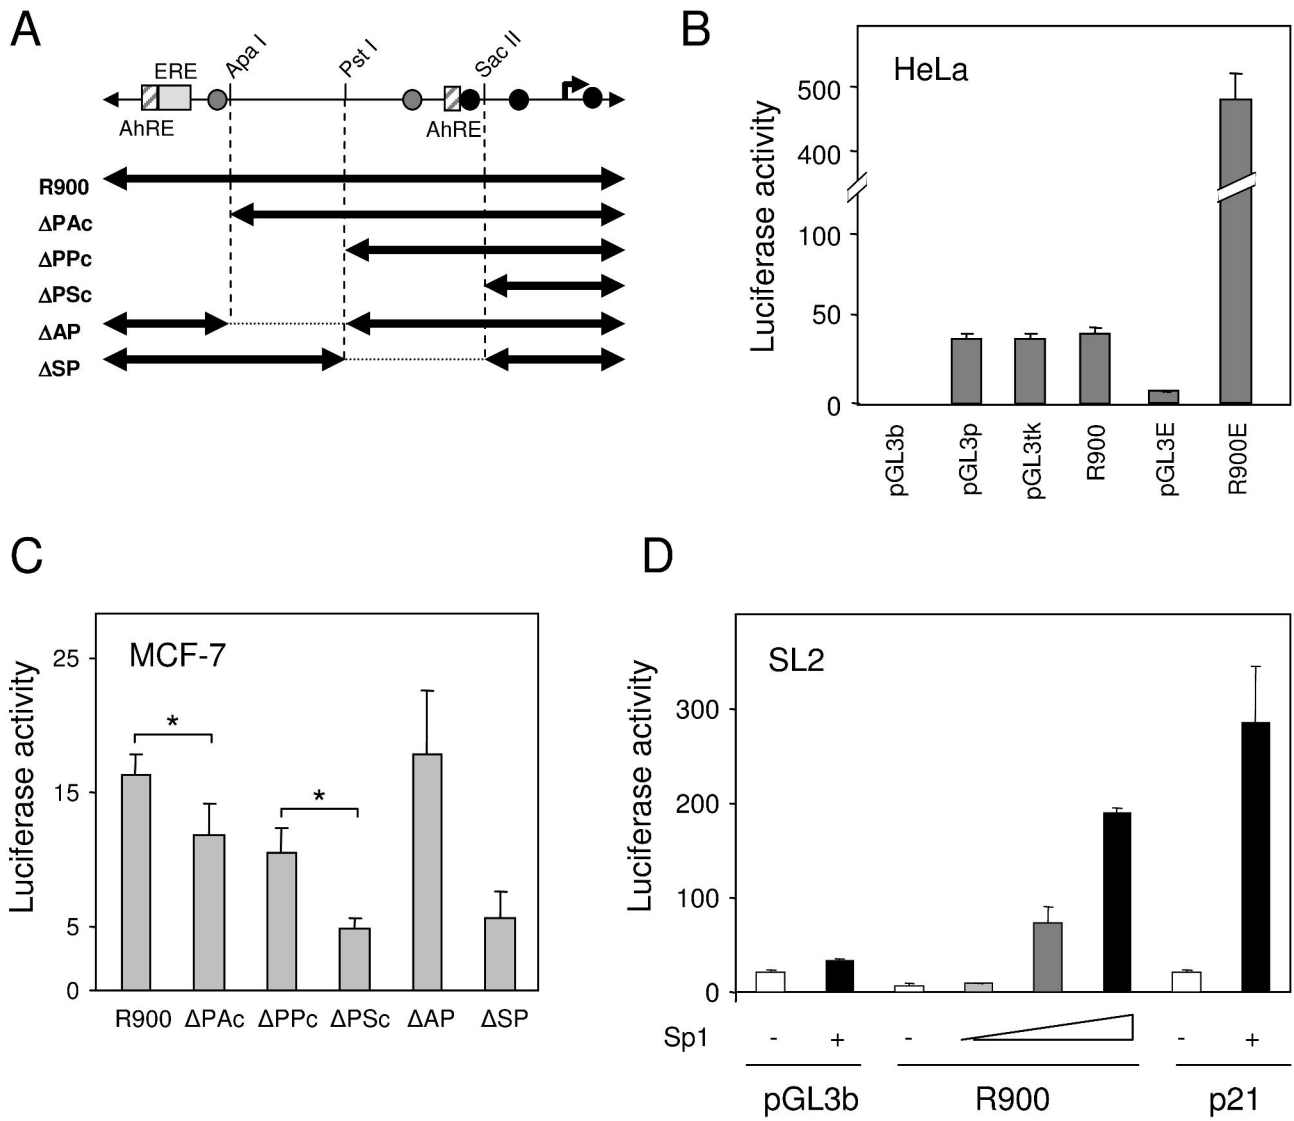 A
ERE
Apa I
Pst I
Sac II
AhRE
AhRE
R900
ΔPAc
ΔPPc
ΔPSc
ΔAP
ΔSP
B
HeLa
Luciferase activity
500
400
100
50
0
pGL3b
pGL3p
pGL3tk
R900
pGL3E
R900E
C
MCF-7
Luciferase activity
25
15
5
0
*
*
R900 ΔPAc ΔPPc ΔPSc ΔAP ΔSP
D
SL2
Luciferase activity
300
200
100
0
Sp1 - + - - +
pGL3b R900 p21